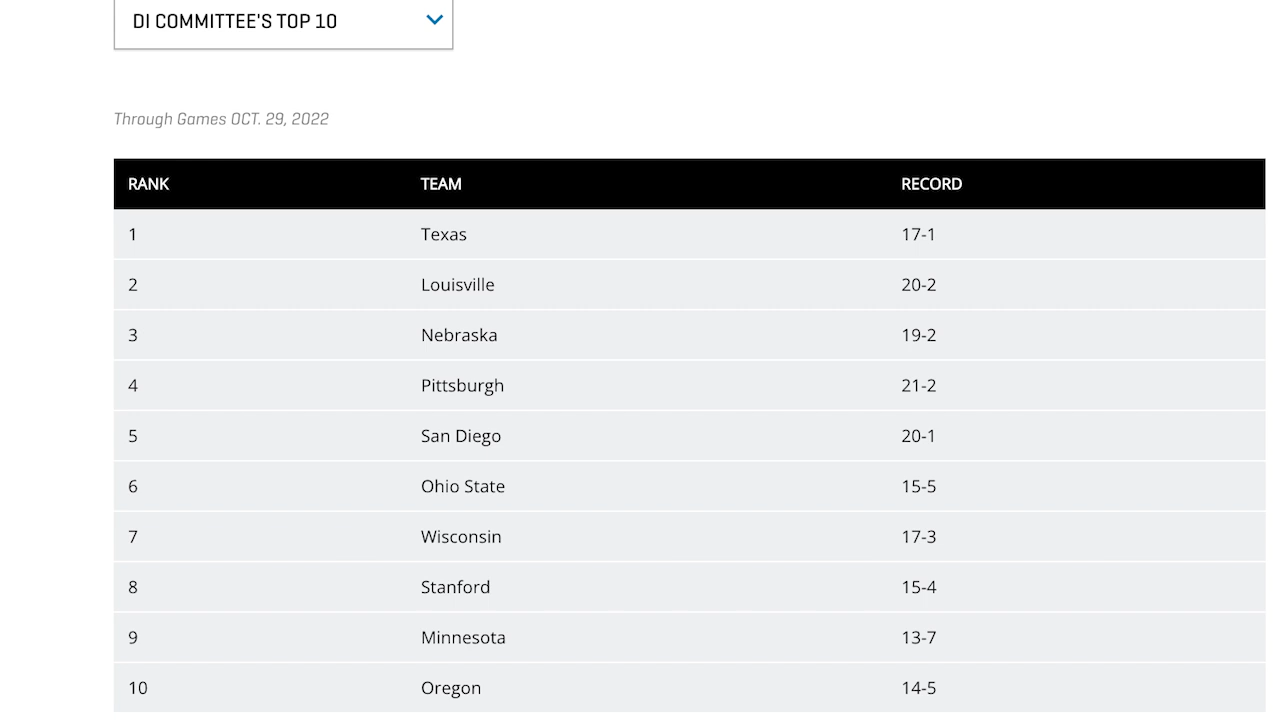 DI COMMITTEE'S TOP 10
Through Games OCT. 29, 2022
RANK TEAM RECORD
1 Texas 17-1
2 Louisville 20-2
3 Nebraska 19-2
4 Pittsburgh 21-2
5 San Diego 20-1
6 Ohio State 15-5
7 Wisconsin 17-3
8 Stanford 15-4
9 Minnesota 13-7
10 Oregon 14-5